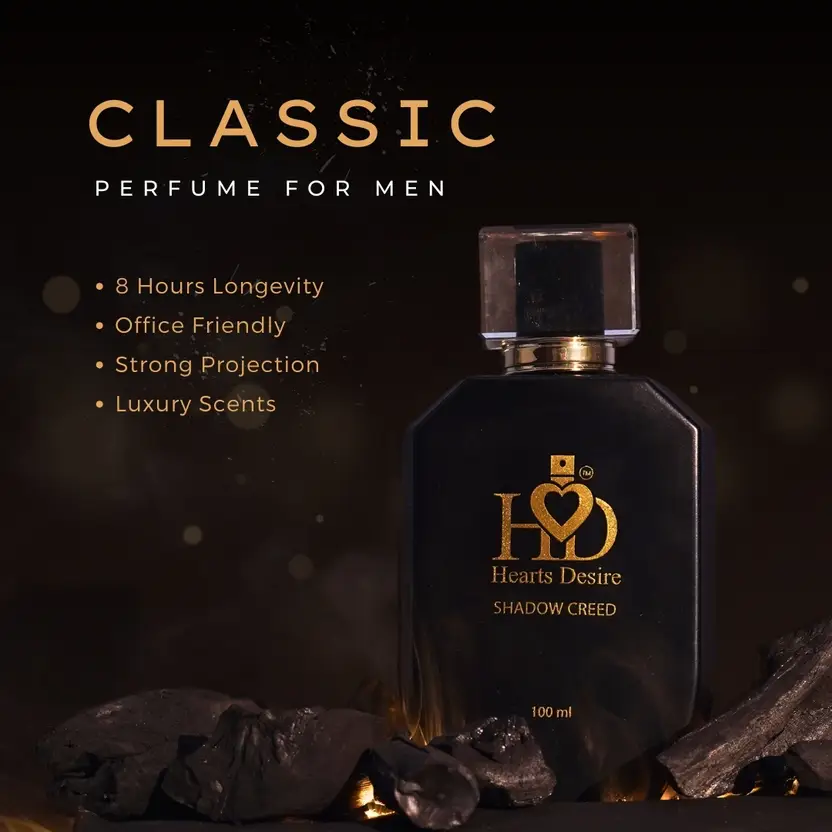 CLASSIC
PERFUME FOR MEN
• 8 Hours Longevity
• Office Friendly
• Strong Projection
• Luxury Scents
TM
HD
Hearts Desire
SHADOW CREED
100 ml